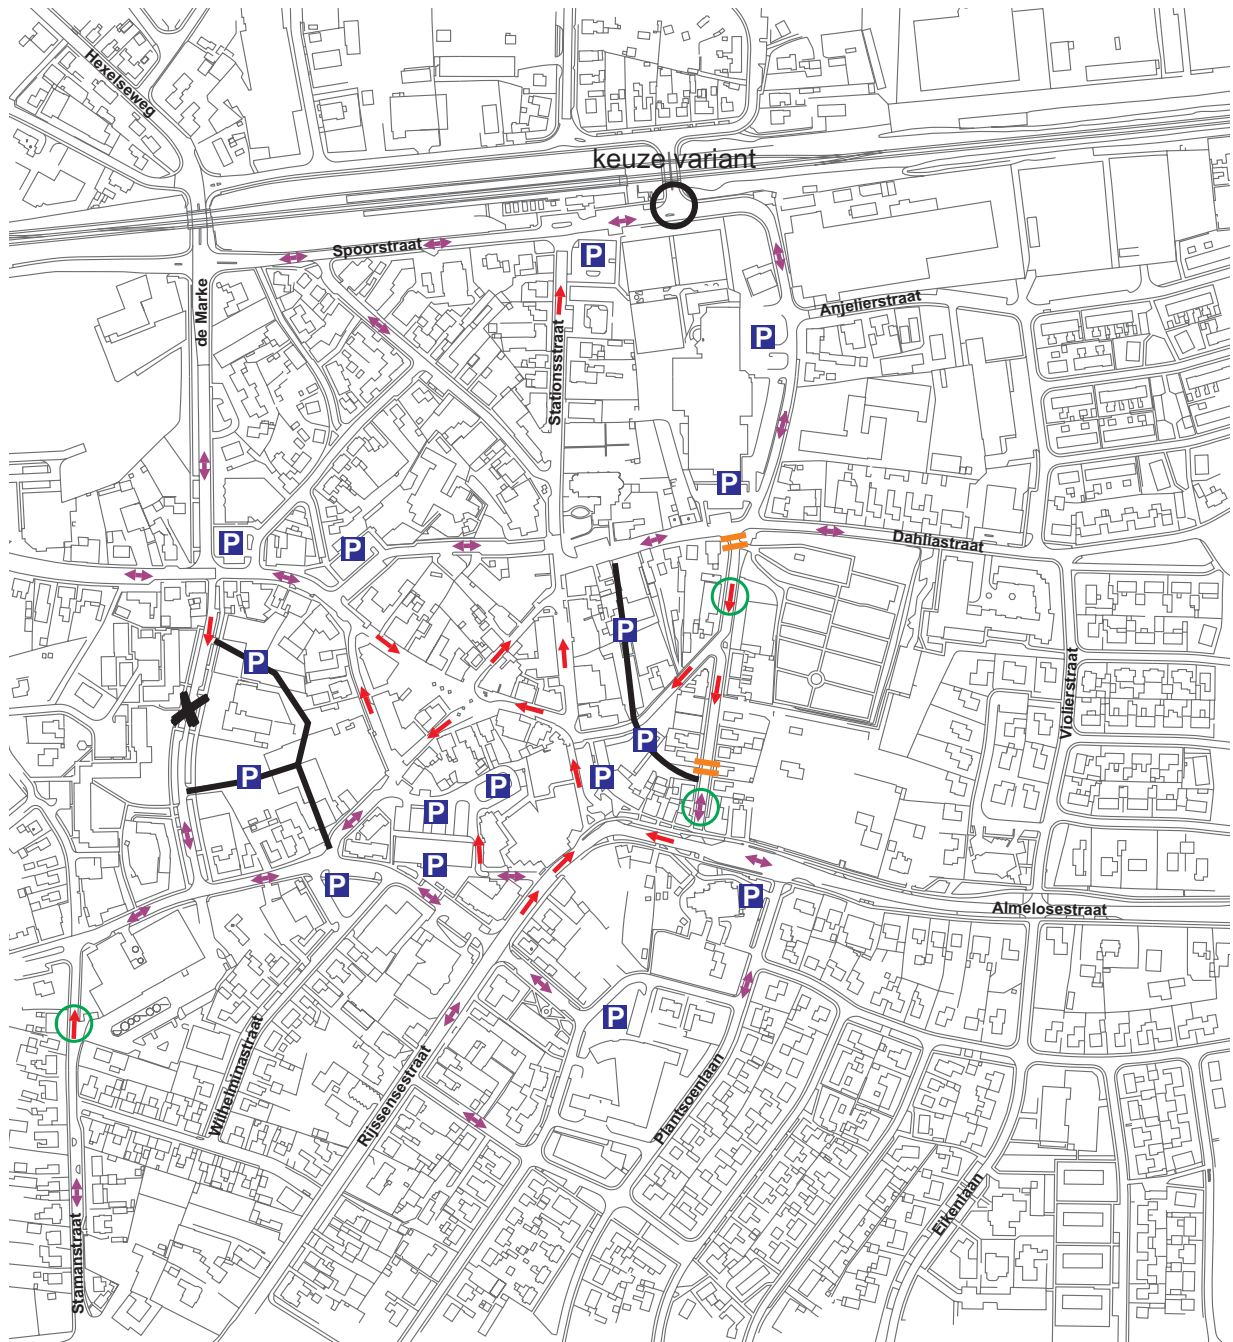 Hexelseweg
keuze variant
Spoorstraat
P
de Marke
Anjelierstraat
P
Stationsstraat
P
P
Dahliastraat
P
P
P
P
Violierstraat
P
P
P
P
P
P
P
P
Almelosestraat
P
Wilhelminastraat
Rijssensestraat
Plantsoenlaan
Eikenlaan
Stamanstraat